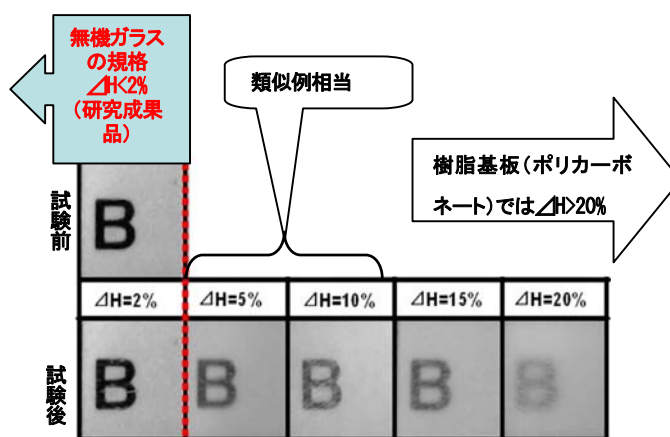 無機ガラス
の規格
⊿H<2%
(研究成果
品)
類似例相当
樹脂基板(ポリカーボ
ネート)では⊿H>20%
試験前
B
⊿H=2%
⊿H=5%
⊿H=10%
⊿H=15%
⊿H=20%
試験後
B
B
B
B
B